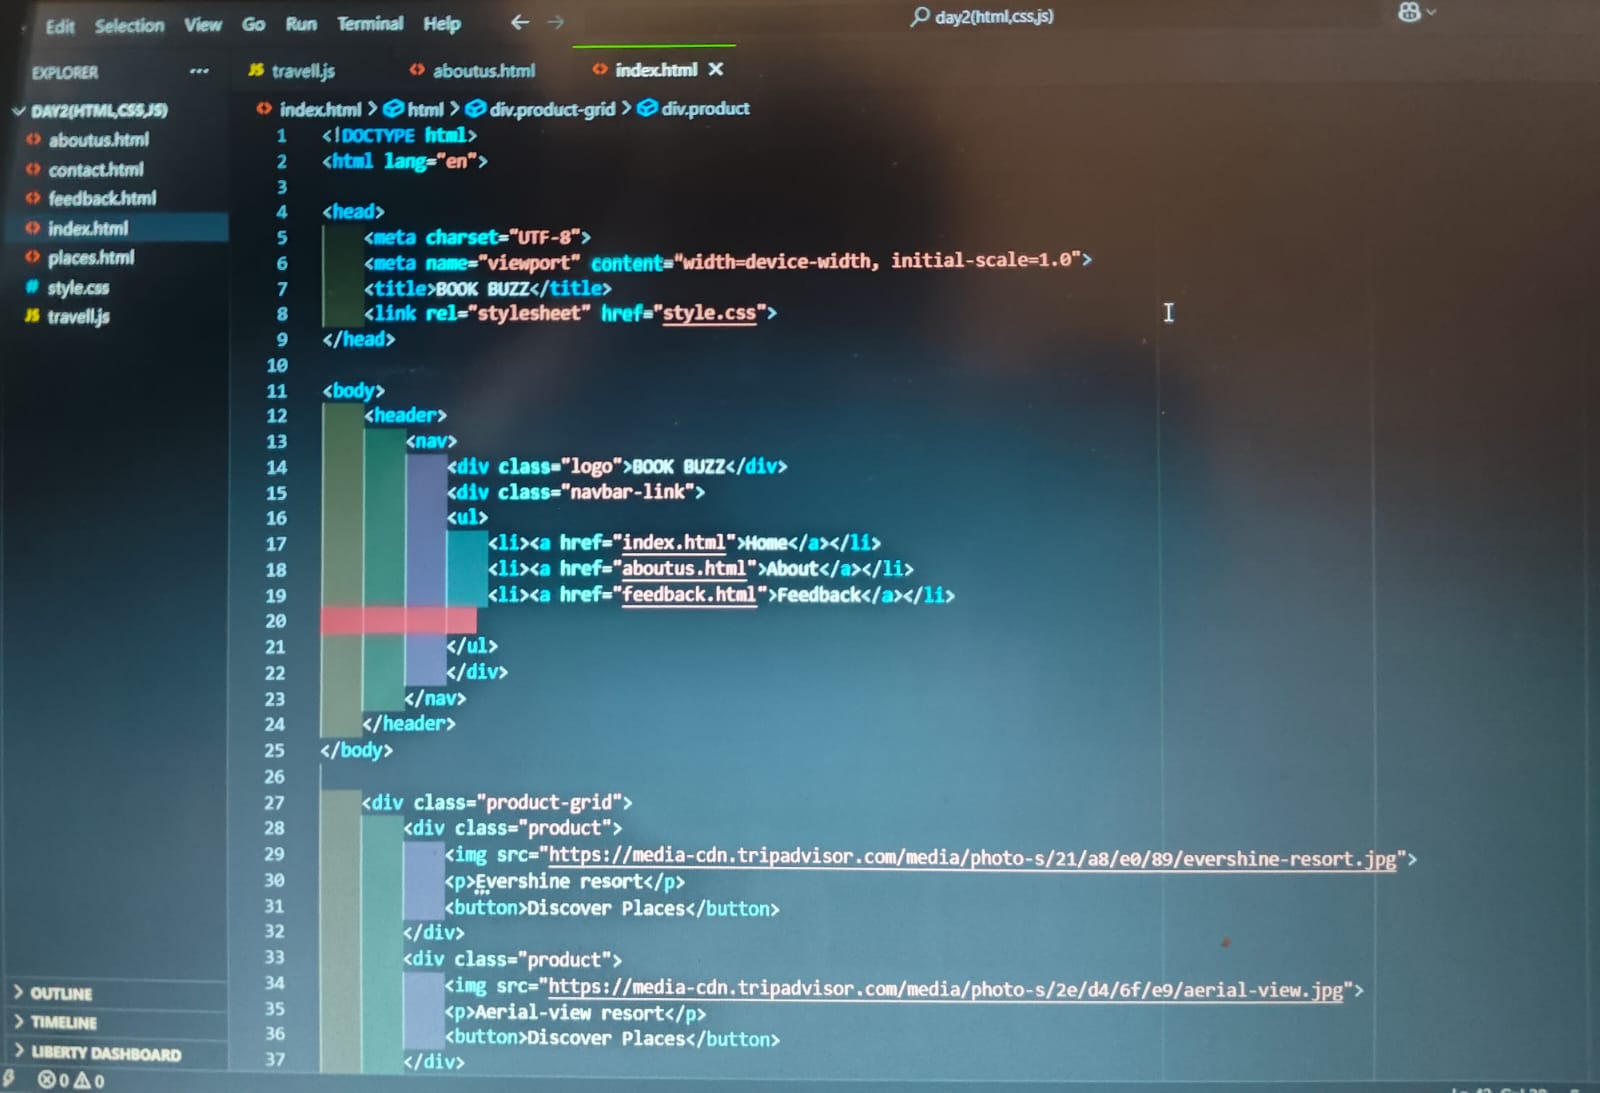 Edit Selection View Go Run Terminal Help
day2(html,css,js)
EXPLORER
travell.js aboutus.html index.html
DAY2(HTML,CSS,JS)
aboutus.html
contact.html
feedback.html
index.html
places.html
style.css
travell.js
index.html > html > div.product-grid > div.product
1 <!DOCTYPE html>
2 <html lang="en">
3
4 <head>
5 <meta charset="UTF-8">
6 <meta name="viewport" content="width=device-width, initial-scale=1.0">
7 <title>BOOK BUZZ</title>
8 <link rel="stylesheet" href="style.css">
9 </head>
10
11 <body>
12 <header>
13 <nav>
14 <div class="logo">BOOK BUZZ</div>
15 <div class="navbar-link">
16 <ul>
17 <li><a href="index.html">Home</a></li>
18 <li><a href="aboutus.html">About</a></li>
19 <li><a href="feedback.html">Feedback</a></li>
20
21 </ul>
22 </div>
23 </nav>
24 </header>
25 </body>
26
27 <div class="product-grid">
28 <div class="product">
29 <img src="https://media-cdn.tripadvisor.com/media/photo-s/21/a8/e0/89/evershine-resort.jpg">
30 <p>Evershine resort</p>
31 <button>Discover Places</button>
32 </div>
33 <div class="product">
34 <img src="https://media-cdn.tripadvisor.com/media/photo-s/2e/d4/6f/e9/aerial-view.jpg">
35 <p>Aerial-view resort</p>
36 <button>Discover Places</button>
37 </div>
OUTLINE
TIMELINE
LIBERTY DASHBOARD
0 0